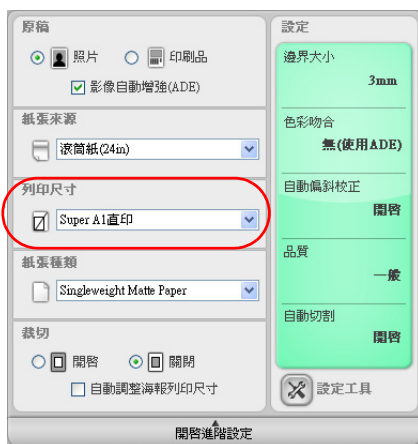 原稿
照片
印刷品
影像自動增強(ADE)
紙張來源
滾筒紙(24in)
列印尺寸
Super A1直印
紙張種類
Singleweight Matte Paper
裁切
開啓
關閉
自動調整海報列印尺寸
設定
邊界大小
3mm
色彩吻合
無(使用ADE)
自動偏斜校正
開啓
品質
一般
自動切割
開啓
設定工具
開啓進階設定